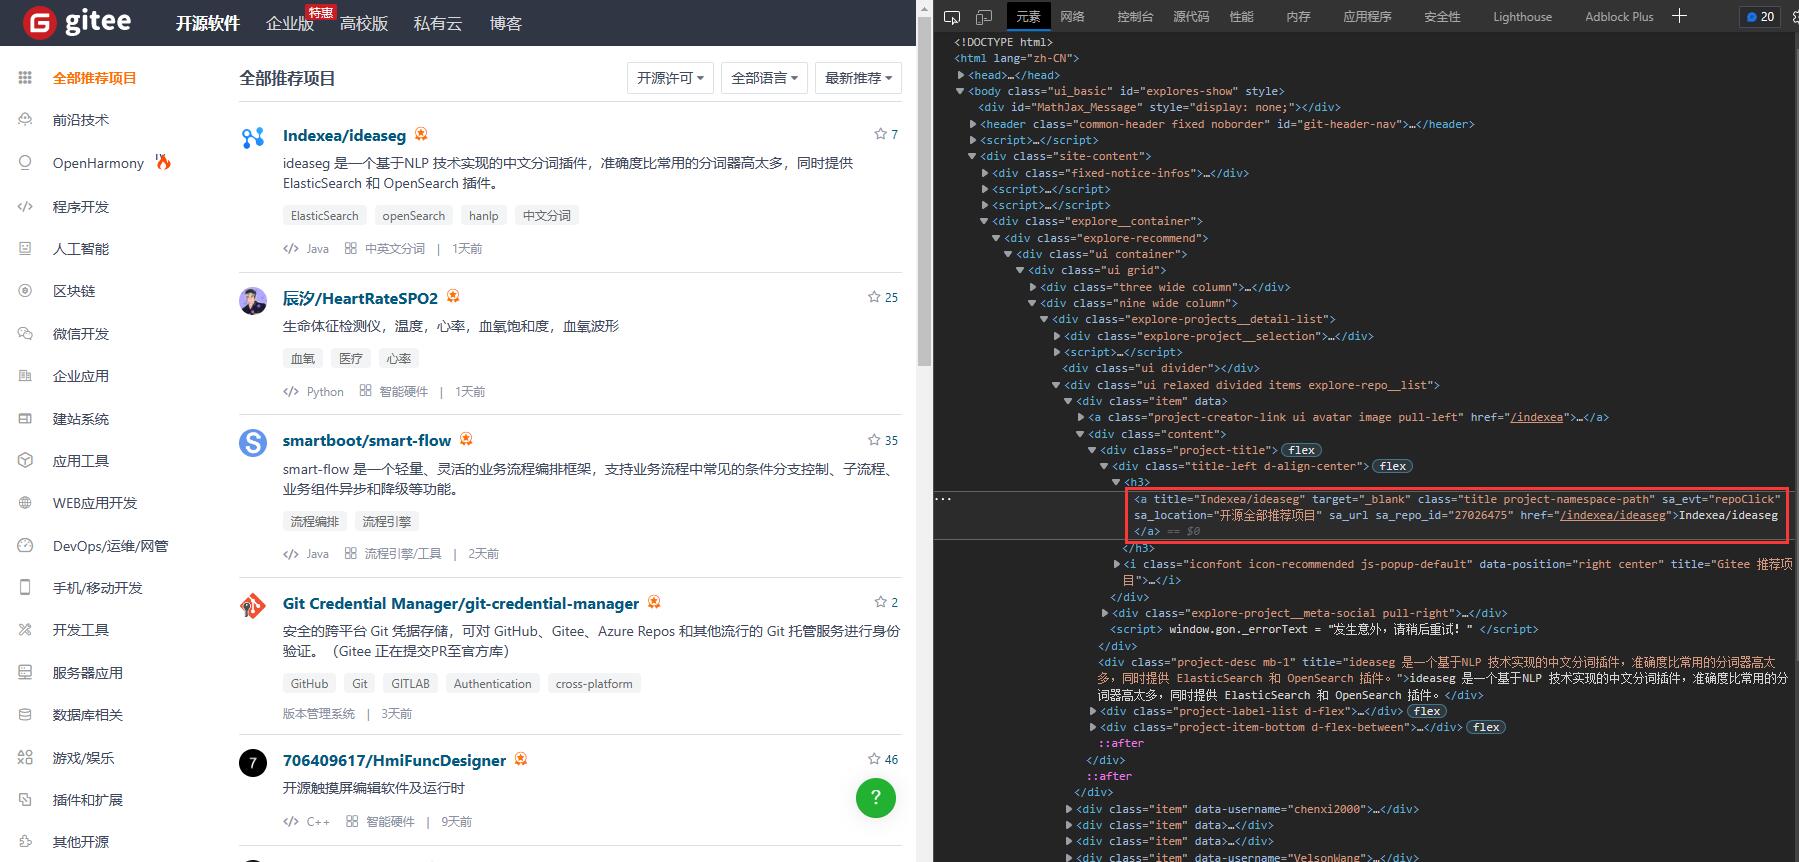 gitee
开源软件
企业版
特惠
高校版
私有云
博客
全部推荐项目
前沿技术
OpenHarmony
程序开发
人工智能
区块链
微信开发
企业应用
建站系统
应用工具
WEB应用开发
DevOps/运维/网管
手机/移动开发
开发工具
服务器应用
数据库相关
游戏/娱乐
插件和扩展
其他开源
全部推荐项目
开源许可
全部语言
最新推荐
Indexea/ideaseg
7
ideaseg 是一个基于NLP 技术实现的中文分词插件，准确度比常用的分词器高太多，同时提供
ElasticSearch 和 OpenSearch 插件。
ElasticSearch openSearch hanlp 中文分词
</> Java 中英文分词 | 1天前
辰汐/HeartRateSPO2
25
生命体征检测仪，温度，心率，血氧饱和度，血氧波形
血氧 医疗 心率
</> Python 智能硬件 | 1天前
S
smartboot/smart-flow
35
smart-flow 是一个轻量、灵活的业务流程编排框架，支持业务流程中常见的条件分支控制、子流程、
业务组件异步和降级等功能。
流程编排 流程引擎
</> Java 流程引擎/工具 | 2天前
Git Credential Manager/git-credential-manager
2
安全的跨平台 Git 凭据存储，可对 GitHub、Gitee、Azure Repos 和其他流行的 Git 托管服务进行身份
验证。（Gitee 正在提交PR至官方库）
GitHub Git GITLAB Authentication cross-platform
版本管理系统 | 3天前
7
706409617/HmiFuncDesigner
46
开源触摸屏编辑软件及运行时
</> C++ 智能硬件 | 9天前
?
元素 网络 控制台 源代码 性能 内存 应用程序 安全性 Lighthouse Adblock Plus
20
<!DOCTYPE html>
<html lang="zh-CN">
<head>…</head>
<body class="ui_basic" id="explores-show" style>
<div id="MathJax_Message" style="display: none;"></div>
<header class="common-header fixed noborder" id="git-header-nav">…</header>
<script>…</script>
<div class="site-content">
<div class="fixed-notice-infos">…</div>
<script>…</script>
<script>…</script>
<div class="explore__container">
<div class="explore-recommend">
<div class="ui container">
<div class="ui grid">
<div class="three wide column">…</div>
<div class="nine wide column">
<div class="explore-projects__detail-list">
<div class="explore-project__selection">…</div>
<script>…</script>
<div class="ui divider"></div>
<div class="ui relaxed divided items explore-repo__list">
<div class="item" data>
<a class="project-creator-link ui avatar image pull-left" href="/indexea">…</a>
<div class="content">
<div class="project-title"> flex
<div class="title-left d-align-center"> flex
<h3>
<a title="Indexea/ideaseg" target="_blank" class="title project-namespace-path" sa_evt="repoClick"
sa_location="开源全部推荐项目" sa_url sa_repo_id="27026475" href="/indexea/ideaseg">Indexea/ideaseg
</a> == $0
</h3>
<i class="iconfont icon-recommended js-popup-default" data-position="right center" title="Gitee 推荐项
目">…</i>
</div>
<div class="explore-project__meta-social pull-right">…</div>
<script> window.gon._errorText = "发生意外，请稍后重试！" </script>
</div>
<div class="project-desc mb-1" title="ideaseg 是一个基于NLP 技术实现的中文分词插件，准确度比常用的分词器高太
多，同时提供 ElasticSearch 和 OpenSearch 插件。">ideaseg 是一个基于NLP 技术实现的中文分词插件，准确度比常用的分
词器高太多，同时提供 ElasticSearch 和 OpenSearch 插件。</div>
<div class="project-label-list d-flex">…</div> flex
<div class="project-item-bottom d-flex-between">…</div> flex
::after
</div>
::after
</div>
<div class="item" data-username="chenxi2000">…</div>
<div class="item" data>…</div>
<div class="item" data>…</div>
<div class="item" data-username="VelsonWang">…</div>